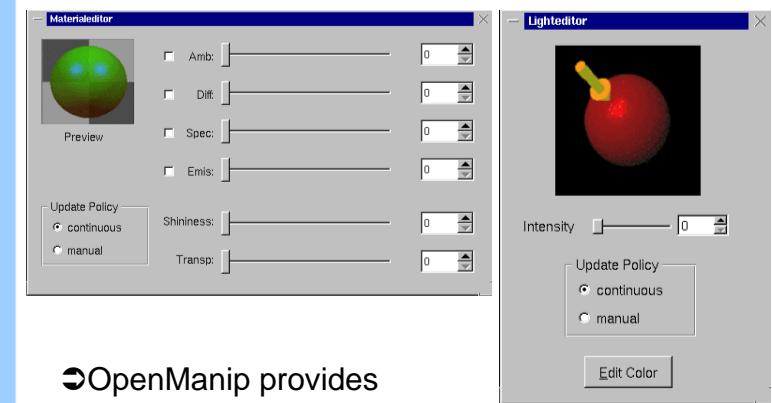 Materialeditor
Amb: 0
Diff: 0
Spec: 0
Emis: 0
Preview
Update Policy
continuous
manual
Shininess: 0
Transp: 0
Lighteditor
Intensity 0
Update Policy
continuous
manual
Edit Color
➲OpenManip provides